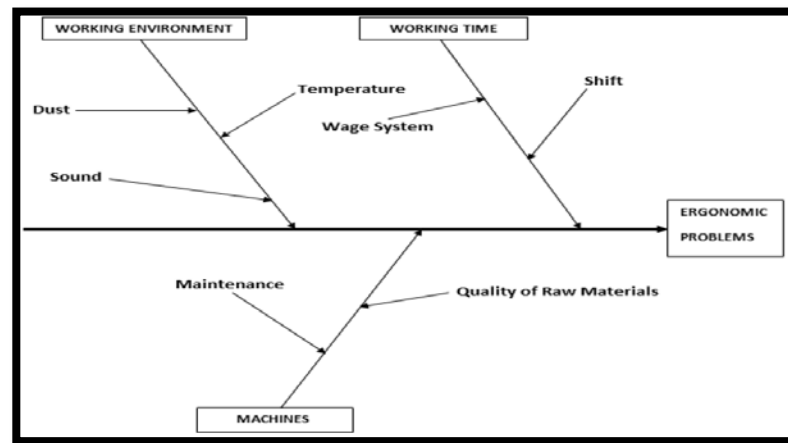 WORKING ENVIRONMENT
WORKING TIME
Shift
Temperature
Dust
Wage System
Sound
ERGONOMIC
PROBLEMS
Maintenance
Quality of Raw Materials
MACHINES